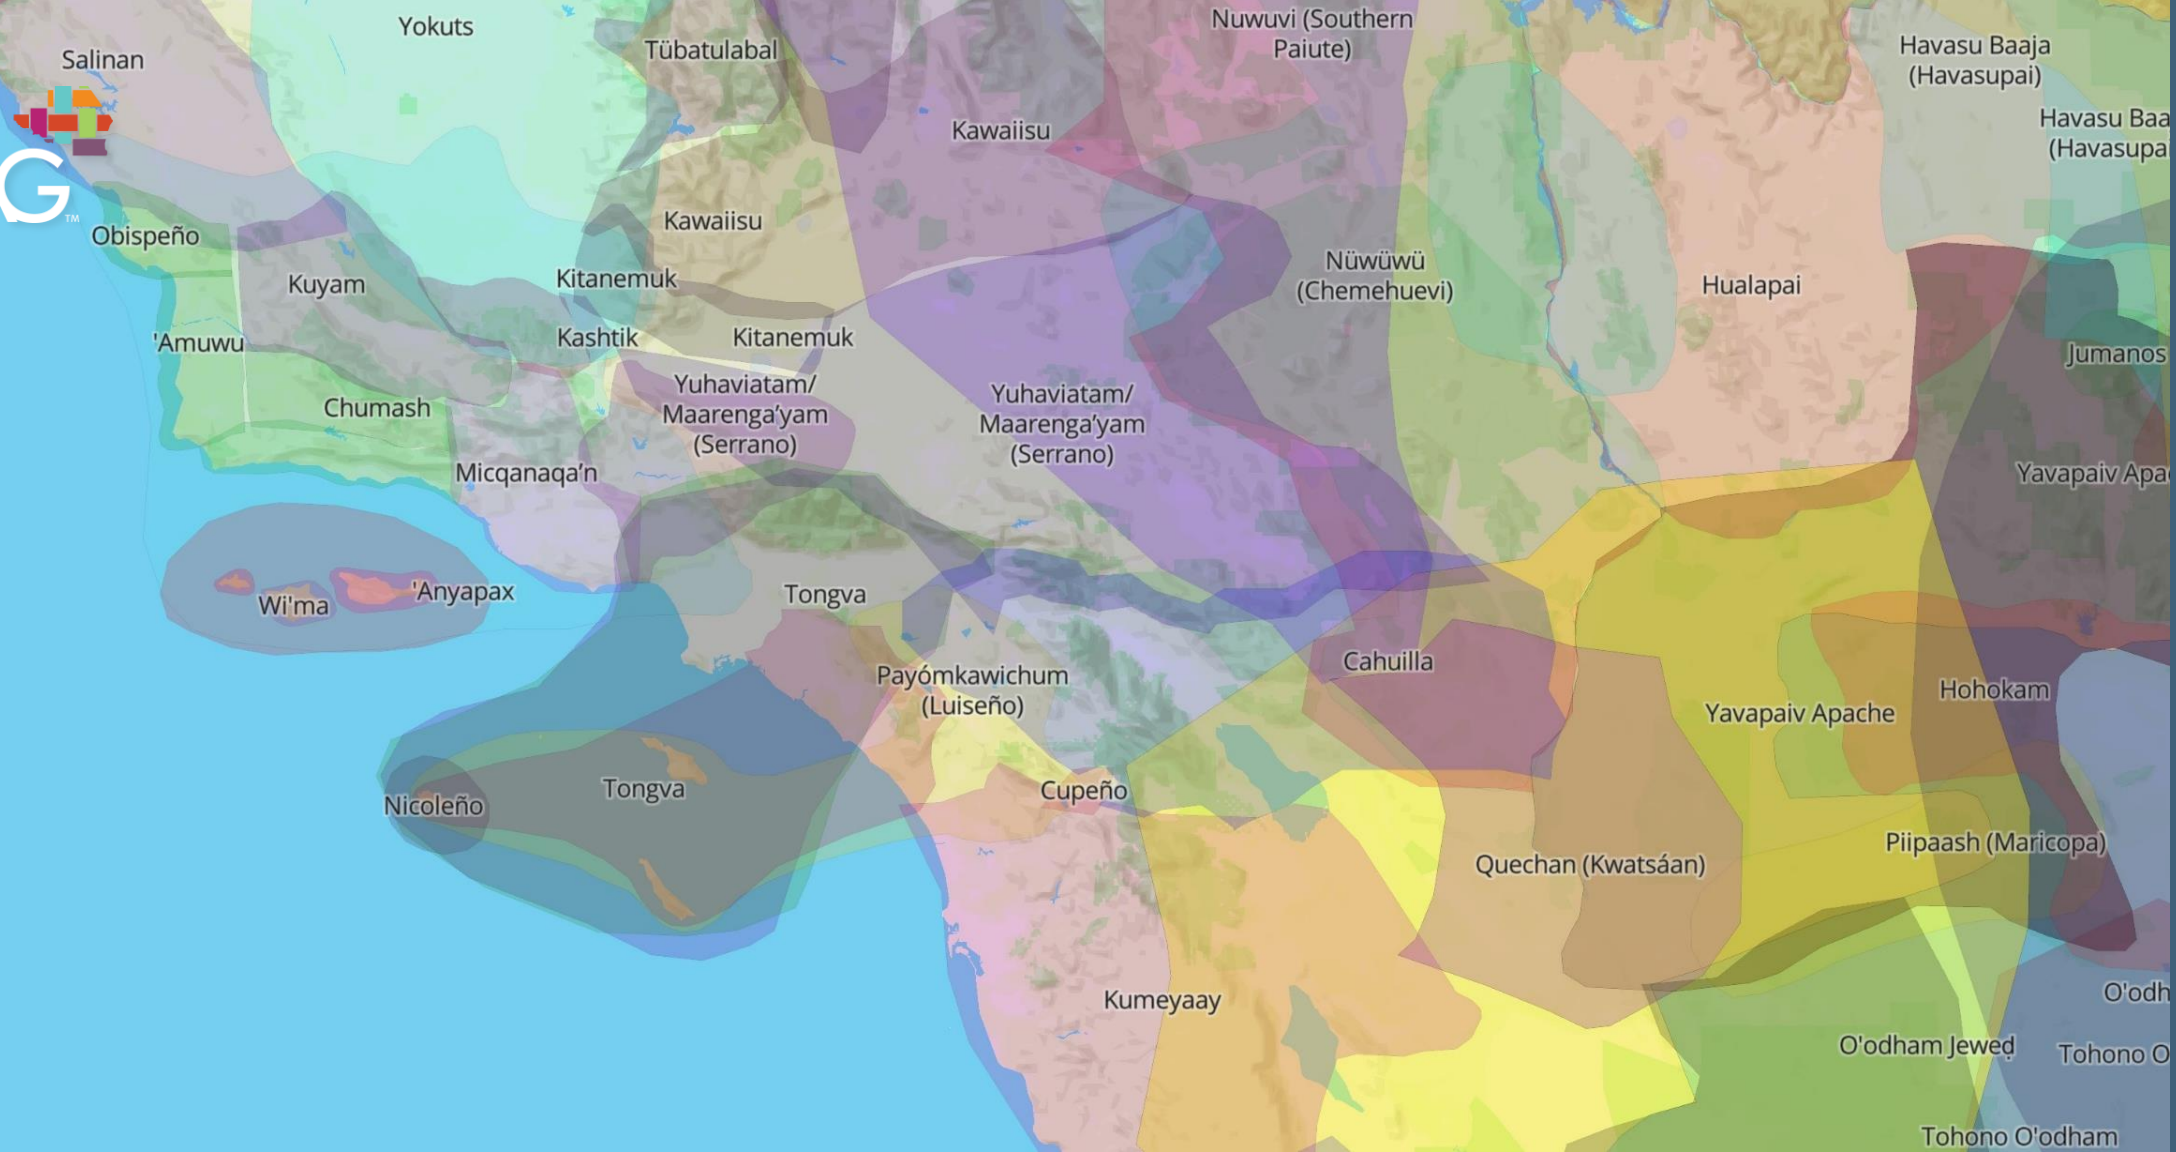 Nuwuvi (Southern
Paiute)
Yokuts
Salinan
Tübatulabal
Havasu Baaja
(Havasupai)
Havasu Baa
(Havasupai
Kawaiisu
G
TM
Obispeño
Kawaiisu
Kuyam
Kitanemuk
Nüwüwü
(Chemehuevi)
Hualapai
'Amuwu
Kashtik
Kitanemuk
Jumanos
Yuhaviatam/
Maarenga'yam
(Serrano)
Yuhaviatam/
Maarenga'yam
(Serrano)
Chumash
Micqanaqa'n
Yavapaiv Apa
Wi'ma
'Anyapax
Tongva
Payómkawichum
(Luiseño)
Cahuilla
Yavapaiv Apache
Hohokam
Nicoleño
Tongva
Cupeño
Quechan (Kwatsáan)
Piipaash (Maricopa)
Kumeyaay
O'odh
O'odham Jeweḍ
Tohono O
Tohono O'odham